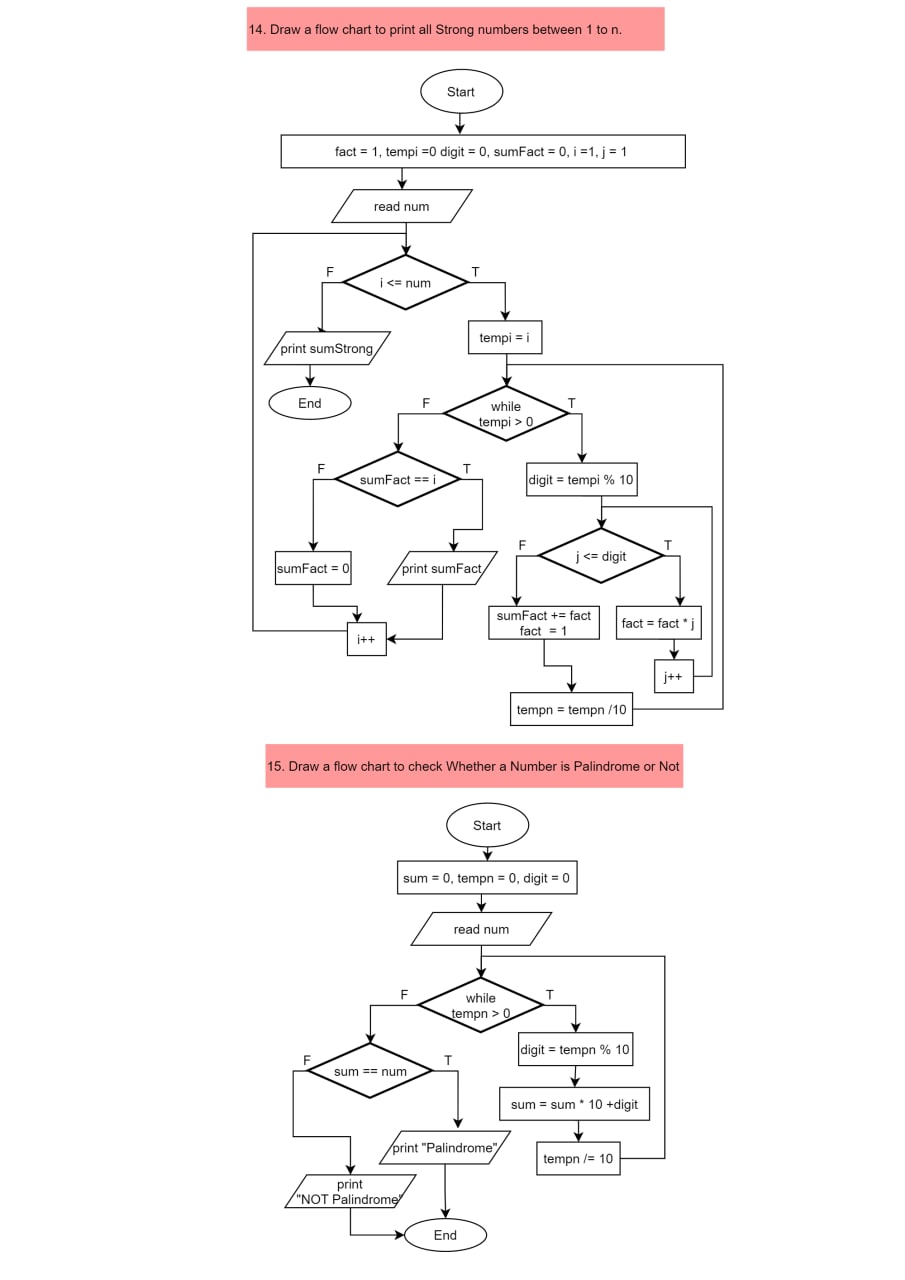 14. Draw a flow chart to print all Strong numbers between 1 to n.
Start
fact = 1, tempi =0 digit = 0, sumFact = 0, i =1, j = 1
read num
F
i <= num
T
print sumStrong
tempi = i
End
F
while
tempi > 0
T
F
sumFact == i
T
digit = tempi % 10
F
j <= digit
T
sumFact = 0
print sumFact
sumFact += fact
fact = 1
fact = fact * j
i++
j++
tempn = tempn /10
15. Draw a flow chart to check Whether a Number is Palindrome or Not
Start
sum = 0, tempn = 0, digit = 0
read num
F
while
tempn > 0
T
digit = tempn % 10
F
sum == num
T
sum = sum * 10 +digit
print "Palindrome"
tempn /= 10
print
"NOT Palindrome"
End